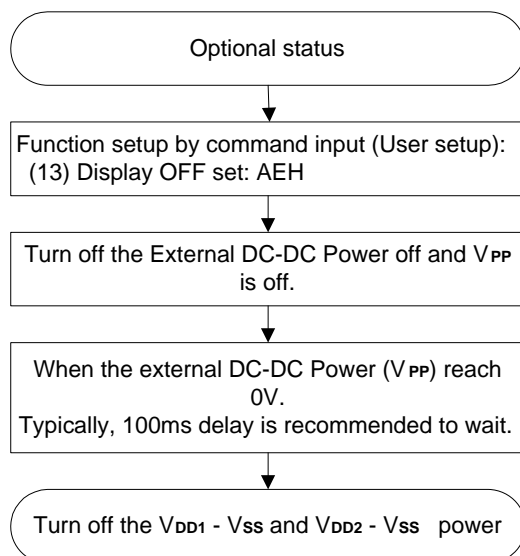 Optional status
Function setup by command input (User setup):
(13) Display OFF set: AEH
Turn off the External DC-DC Power off and VPP
is off.
When the external DC-DC Power (VPP) reach
0V.
Typically, 100ms delay is recommended to wait.
Turn off the VDD1 - VSS and VDD2 - VSS power